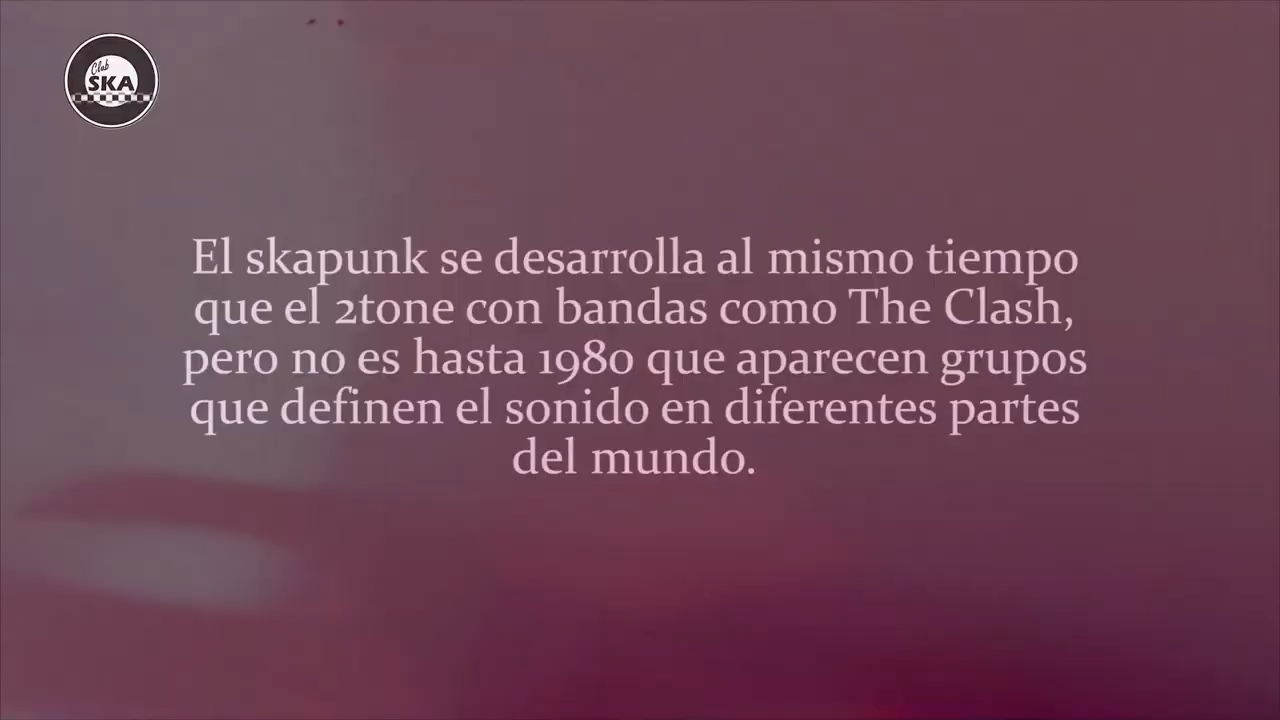 Club
SKA
El skapunk se desarrolla al mismo tiempo
que el 2tone con bandas como The Clash,
pero no es hasta 1980 que aparecen grupos
que definen el sonido en diferentes partes
del mundo.